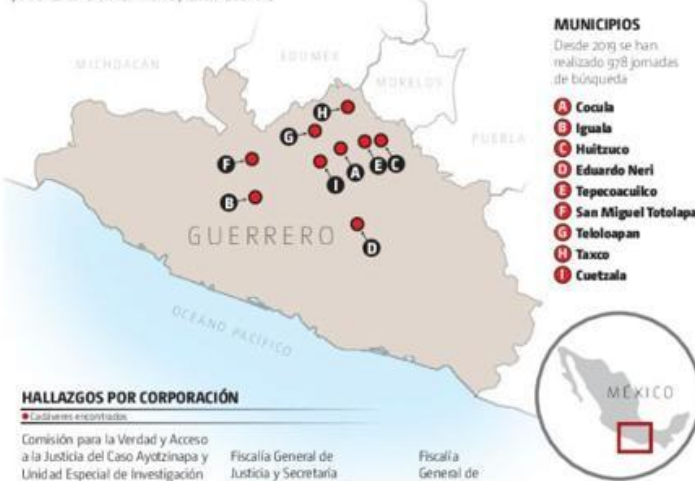 MICHOACÁN
EDOMEX
MORELOS
PUEBLA
H
G
F
A
E
C
I
B
D
GUERRERO
OCÉANO PACÍFICO
MUNICIPIOS
Desde 2019 se han
realizado 978 jornadas
de búsqueda
A Cocula
B Iguala
C Huitzuco
D Eduardo Neri
E Tepecoacuilco
F San Miguel Totolapa
G Teloloapan
H Taxco
I Cuetzala
MÉXICO
HALLAZGOS POR CORPORACIÓN
Cadáveres encontrados
Comisión para la Verdad y Acceso
a la Justicia del Caso Ayotzinapa y
Unidad Especial de Investigación
Fiscalía General de
Justicia y Secretaría
Fiscalía
General de